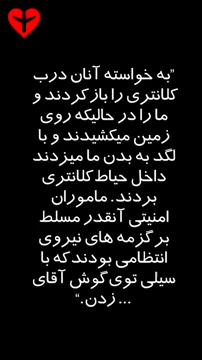 "به خواسته آنان درب
کلانتری را باز کردند و
ما را در حالیکه روی
زمین میکشیدند و با
لگد به بدن ما میزدند
داخل حیاط کلانتری
بردند. ماموران
امنیتی آنقدر مسلط
بر گزمه های نیروی
انتظامی بودند که با
سیلی توی گوش آقای
... زدن."